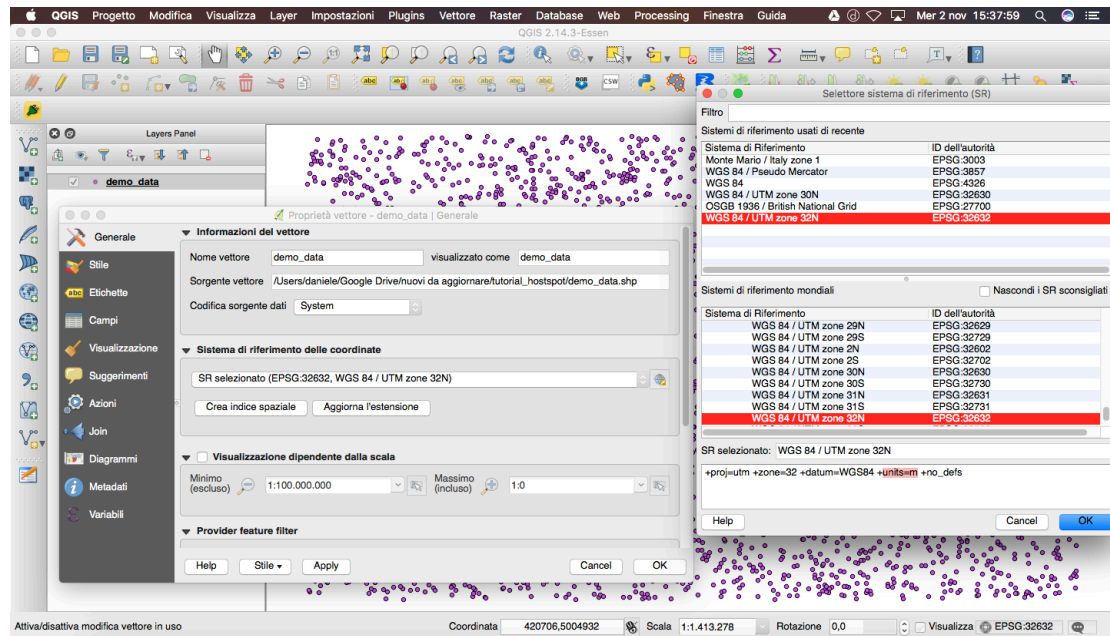 QGIS Progetto Modifica Visualizza Layer Impostazioni Plugins Vettore Raster Database Web Processing Finestra Guida Mer 2 nov 15:37:59
QGIS 2.14.3-Essen
Layers Panel
demo_data
Proprietà vettore - demo_data | Generale
Generale
Stile
Etichette
Campi
Visualizzazione
Suggerimenti
Azioni
Join
Diagrammi
Metadati
Variabili
Informazioni del vettore
Nome vettore demo_data visualizzato come demo_data
Sorgente vettore /Users/daniele/Google Drive/nuovi da aggiornare/tutorial_hostspot/demo_data.shp
Codifica sorgente dati System
Sistema di riferimento delle coordinate
SR selezionato (EPSG:32632, WGS 84 / UTM zone 32N)
Crea indice spaziale Aggiorna l'estensione
Visualizzazione dipendente dalla scala
Minimo (escluso) 1:100.000.000 Massimo (incluso) 1:0
Provider feature filter
Help Stile Apply Cancel OK
Selettore sistema di riferimento (SR)
Filtro
Sistemi di riferimento usati di recente
Sistema di Riferimento ID dell'autorità
Monte Mario / Italy zone 1 EPSG:3003
WGS 84 / Pseudo Mercator EPSG:3857
WGS 84 EPSG:4326
WGS 84 / UTM zone 30N EPSG:32630
OSGB 1936 / British National Grid EPSG:27700
WGS 84 / UTM zone 32N EPSG:32632
Sistemi di riferimento mondiali Nascondi i SR sconsigliati
Sistema di Riferimento ID dell'autorità
WGS 84 / UTM zone 29N EPSG:32629
WGS 84 / UTM zone 29S EPSG:32729
WGS 84 / UTM zone 2N EPSG:32602
WGS 84 / UTM zone 2S EPSG:32702
WGS 84 / UTM zone 30N EPSG:32630
WGS 84 / UTM zone 30S EPSG:32730
WGS 84 / UTM zone 31N EPSG:32631
WGS 84 / UTM zone 31S EPSG:32731
WGS 84 / UTM zone 32N EPSG:32632
SR selezionato: WGS 84 / UTM zone 32N
+proj=utm +zone=32 +datum=WGS84 +units=m +no_defs
Help Cancel OK
Attiva/disattiva modifica vettore in uso Coordinata 420706,5004932 Scala 1:1.413.278 Rotazione 0,0 Visualizza EPSG:32632